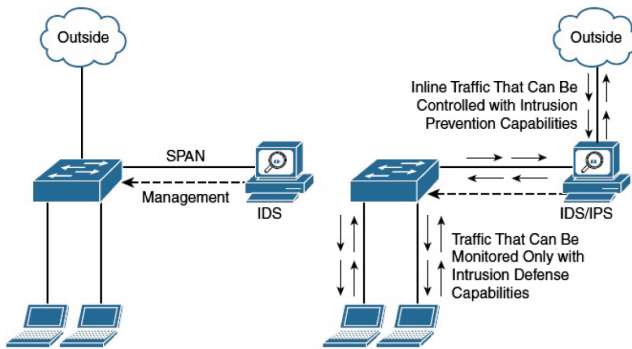 Outside
SPAN
Management
IDS
Outside
Inline Traffic That Can Be
Controlled with Intrusion
Prevention Capabilities
IDS/IPS
Traffic That Can Be
Monitored Only with
Intrusion Defense
Capabilities